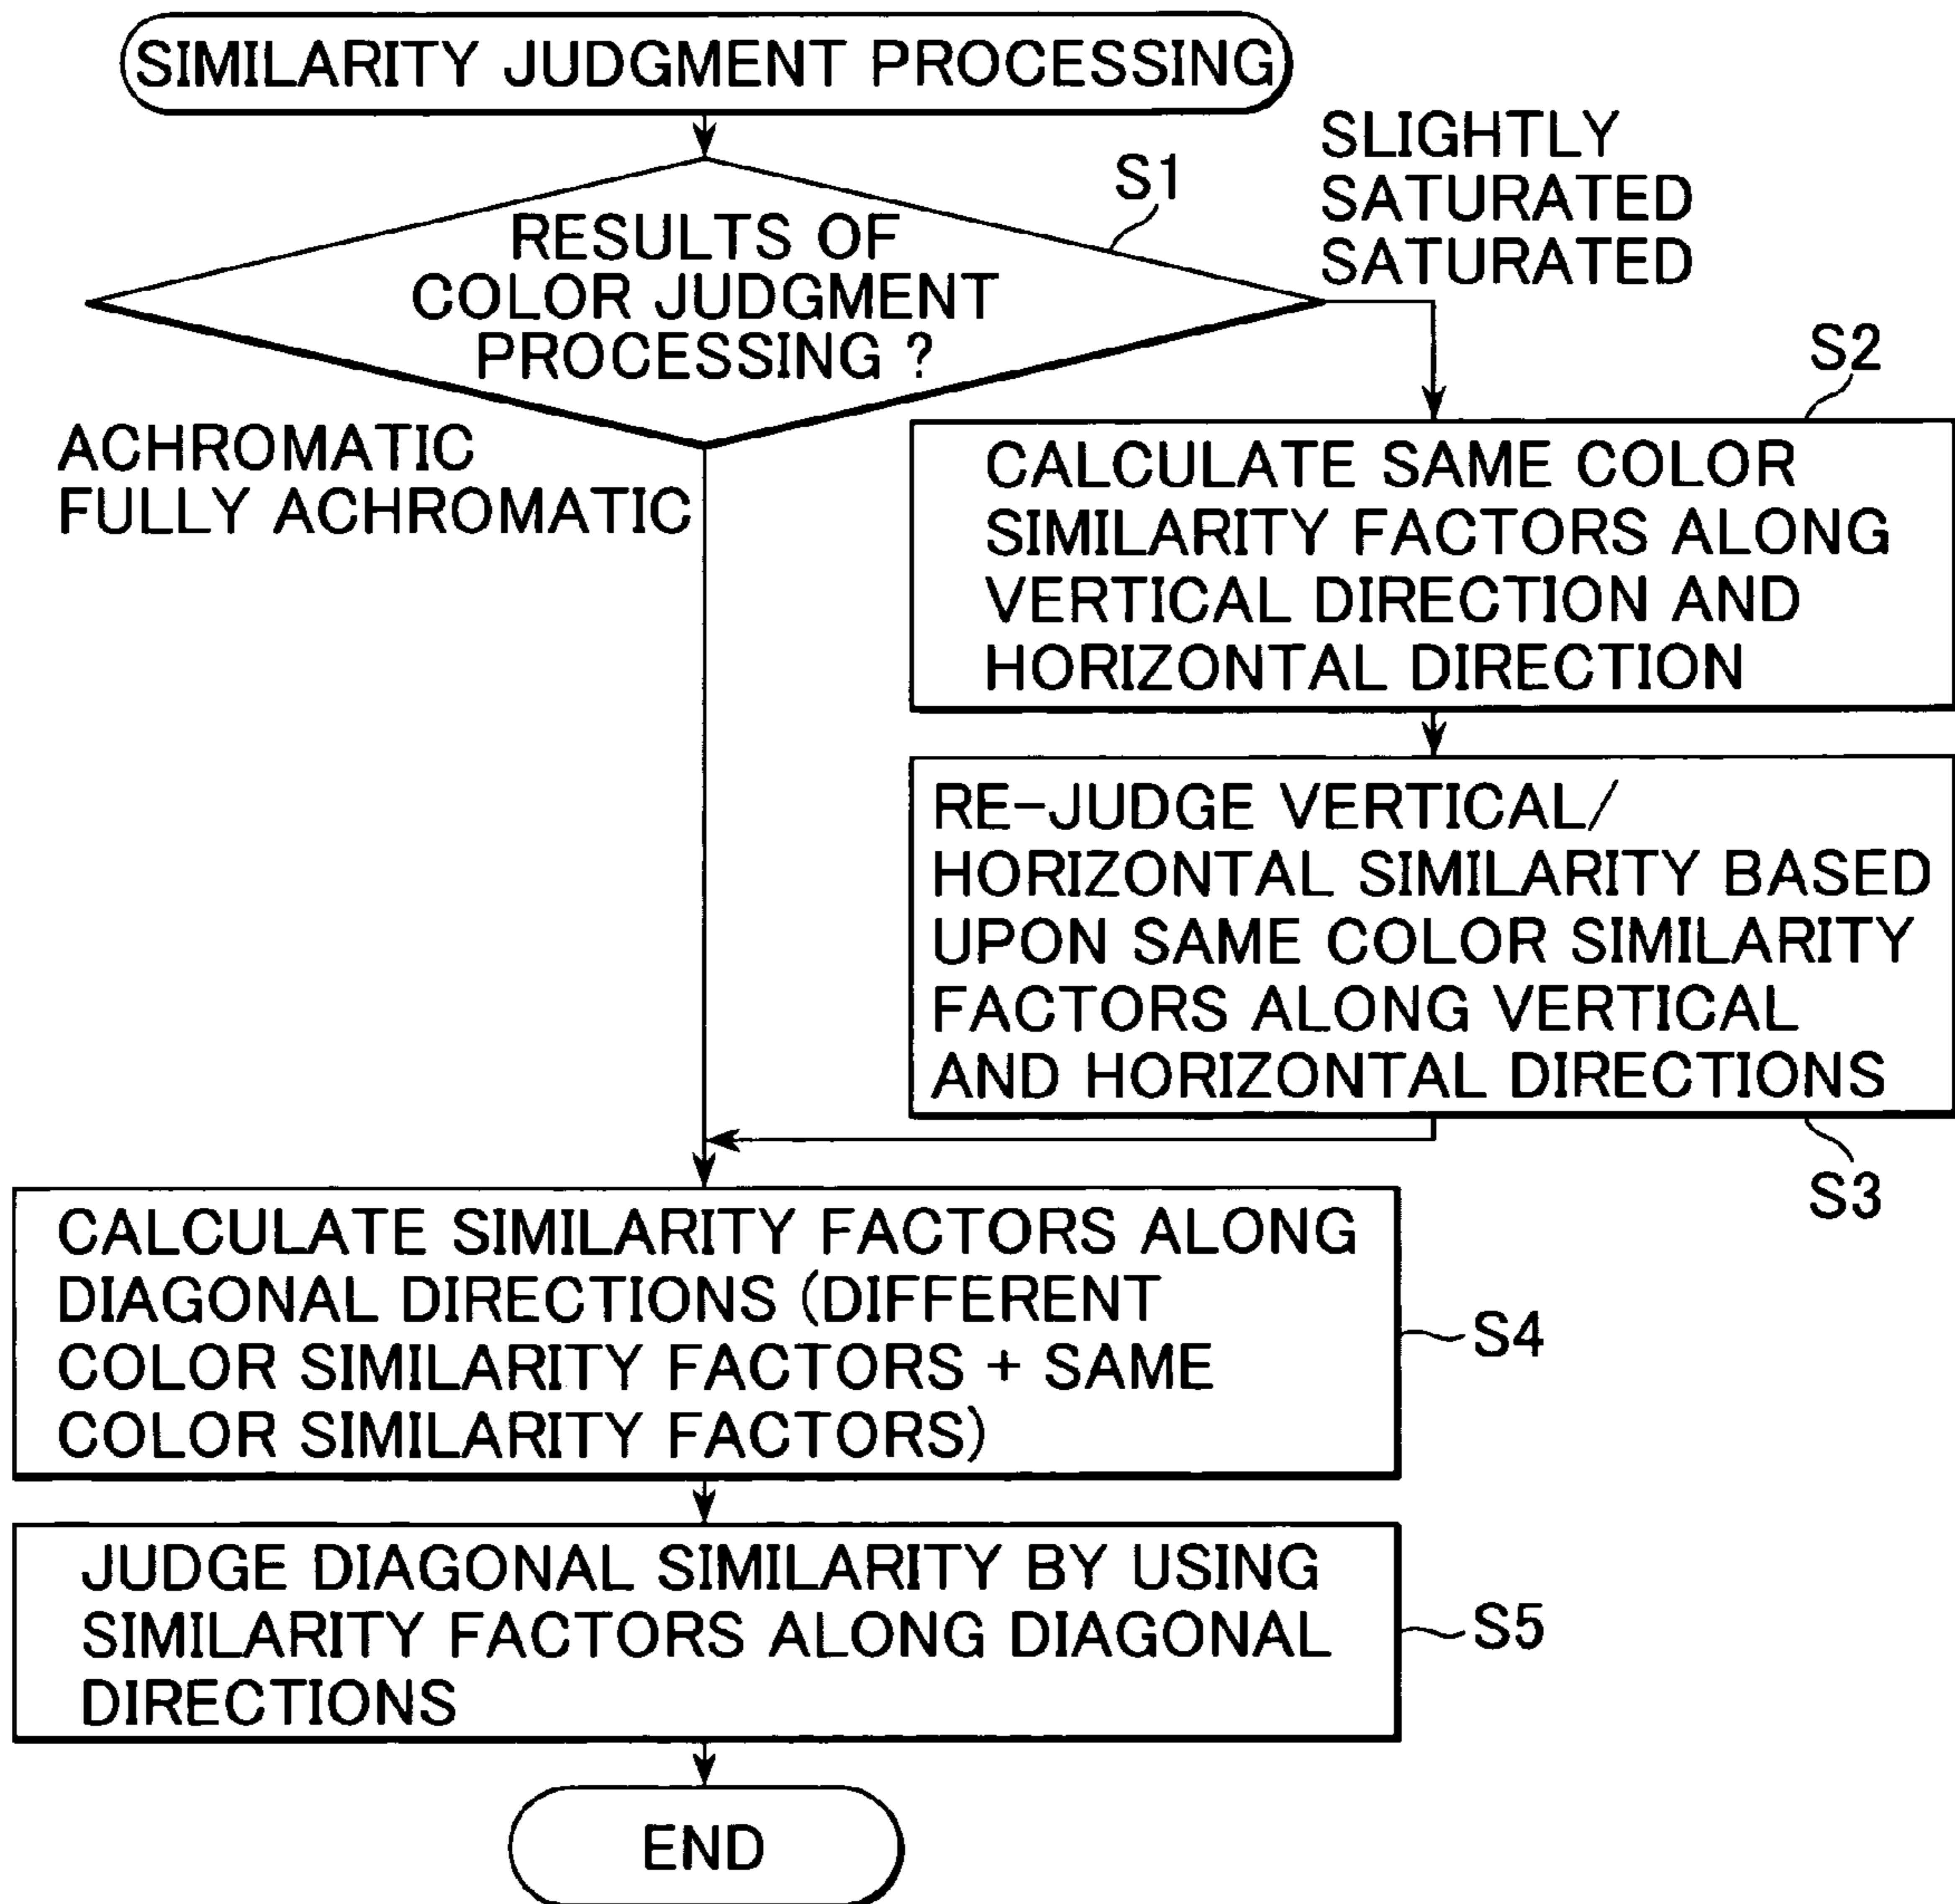 SIMILARITY JUDGMENT PROCESSING
S1
SLIGHTLY
SATURATED
SATURATED
RESULTS OF
COLOR JUDGMENT
PROCESSING ?
ACHROMATIC
FULLY ACHROMATIC
S2
CALCULATE SAME COLOR
SIMILARITY FACTORS ALONG
VERTICAL DIRECTION AND
HORIZONTAL DIRECTION
RE-JUDGE VERTICAL/
HORIZONTAL SIMILARITY BASED
UPON SAME COLOR SIMILARITY
FACTORS ALONG VERTICAL
AND HORIZONTAL DIRECTIONS
S3
CALCULATE SIMILARITY FACTORS ALONG
DIAGONAL DIRECTIONS (DIFFERENT
COLOR SIMILARITY FACTORS + SAME
COLOR SIMILARITY FACTORS)
S4
JUDGE DIAGONAL SIMILARITY BY USING
SIMILARITY FACTORS ALONG DIAGONAL
DIRECTIONS
S5
END